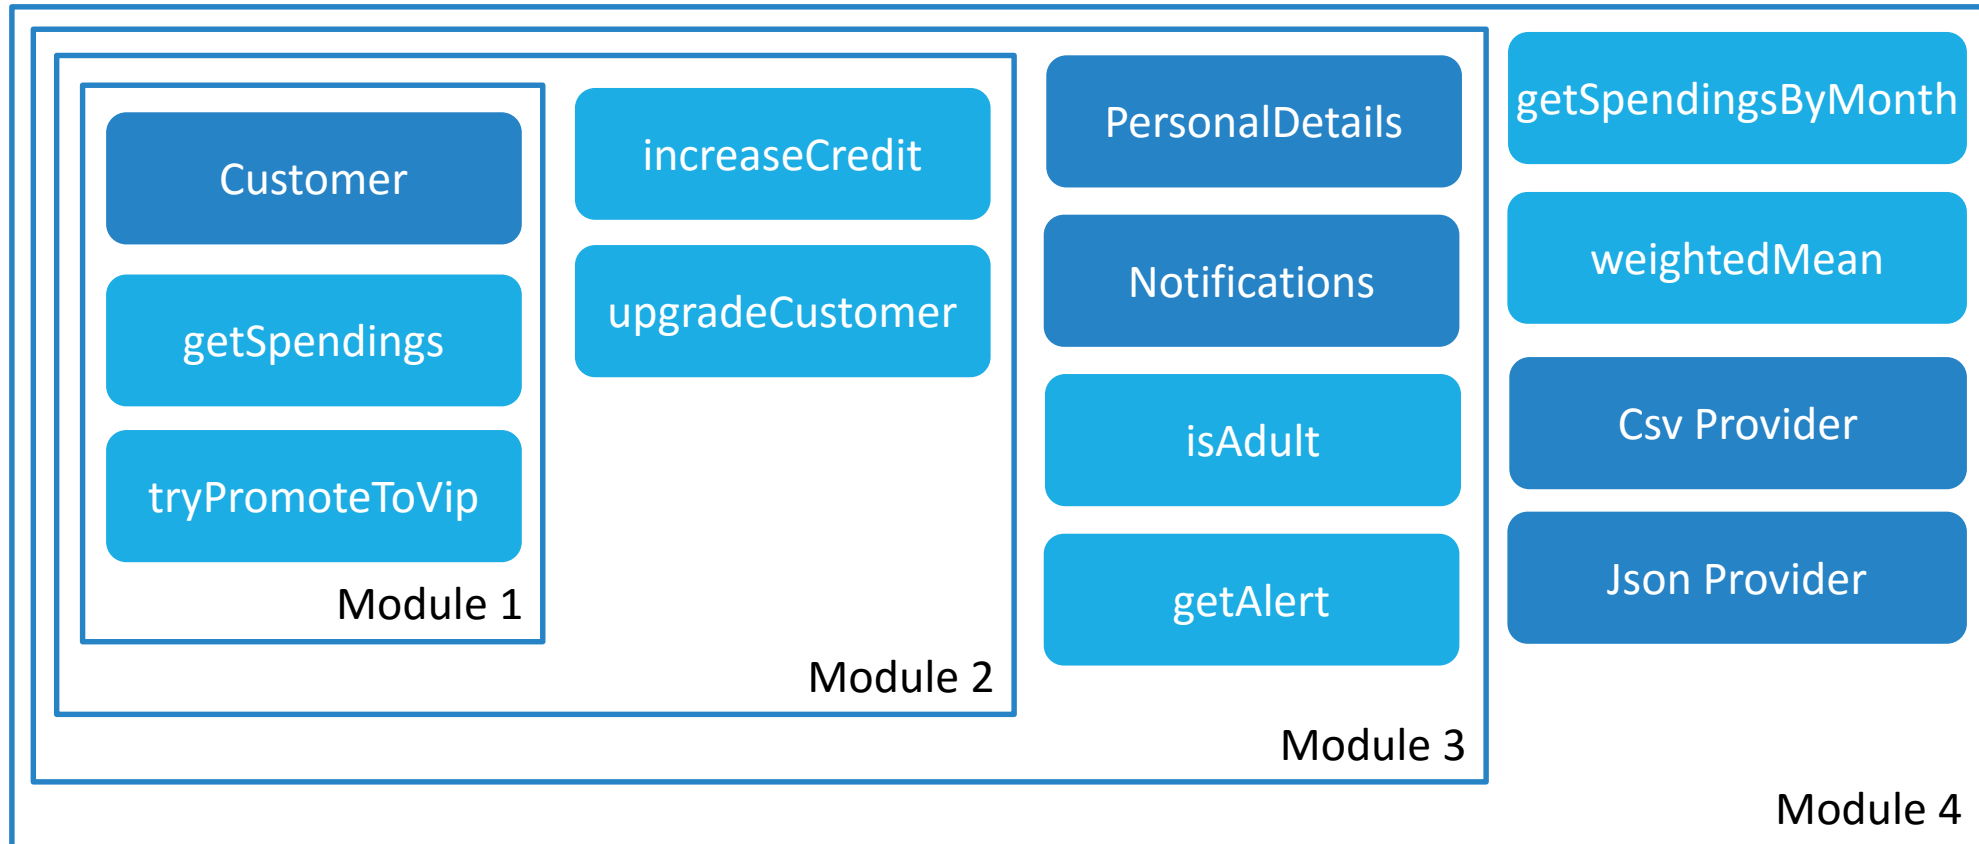 Customer
getSpendings
tryPromoteToVip
Module 1
increaseCredit
upgradeCustomer
Module 2
PersonalDetails
Notifications
isAdult
getAlert
Module 3
getSpendingsByMonth
weightedMean
Csv Provider
Json Provider
Module 4